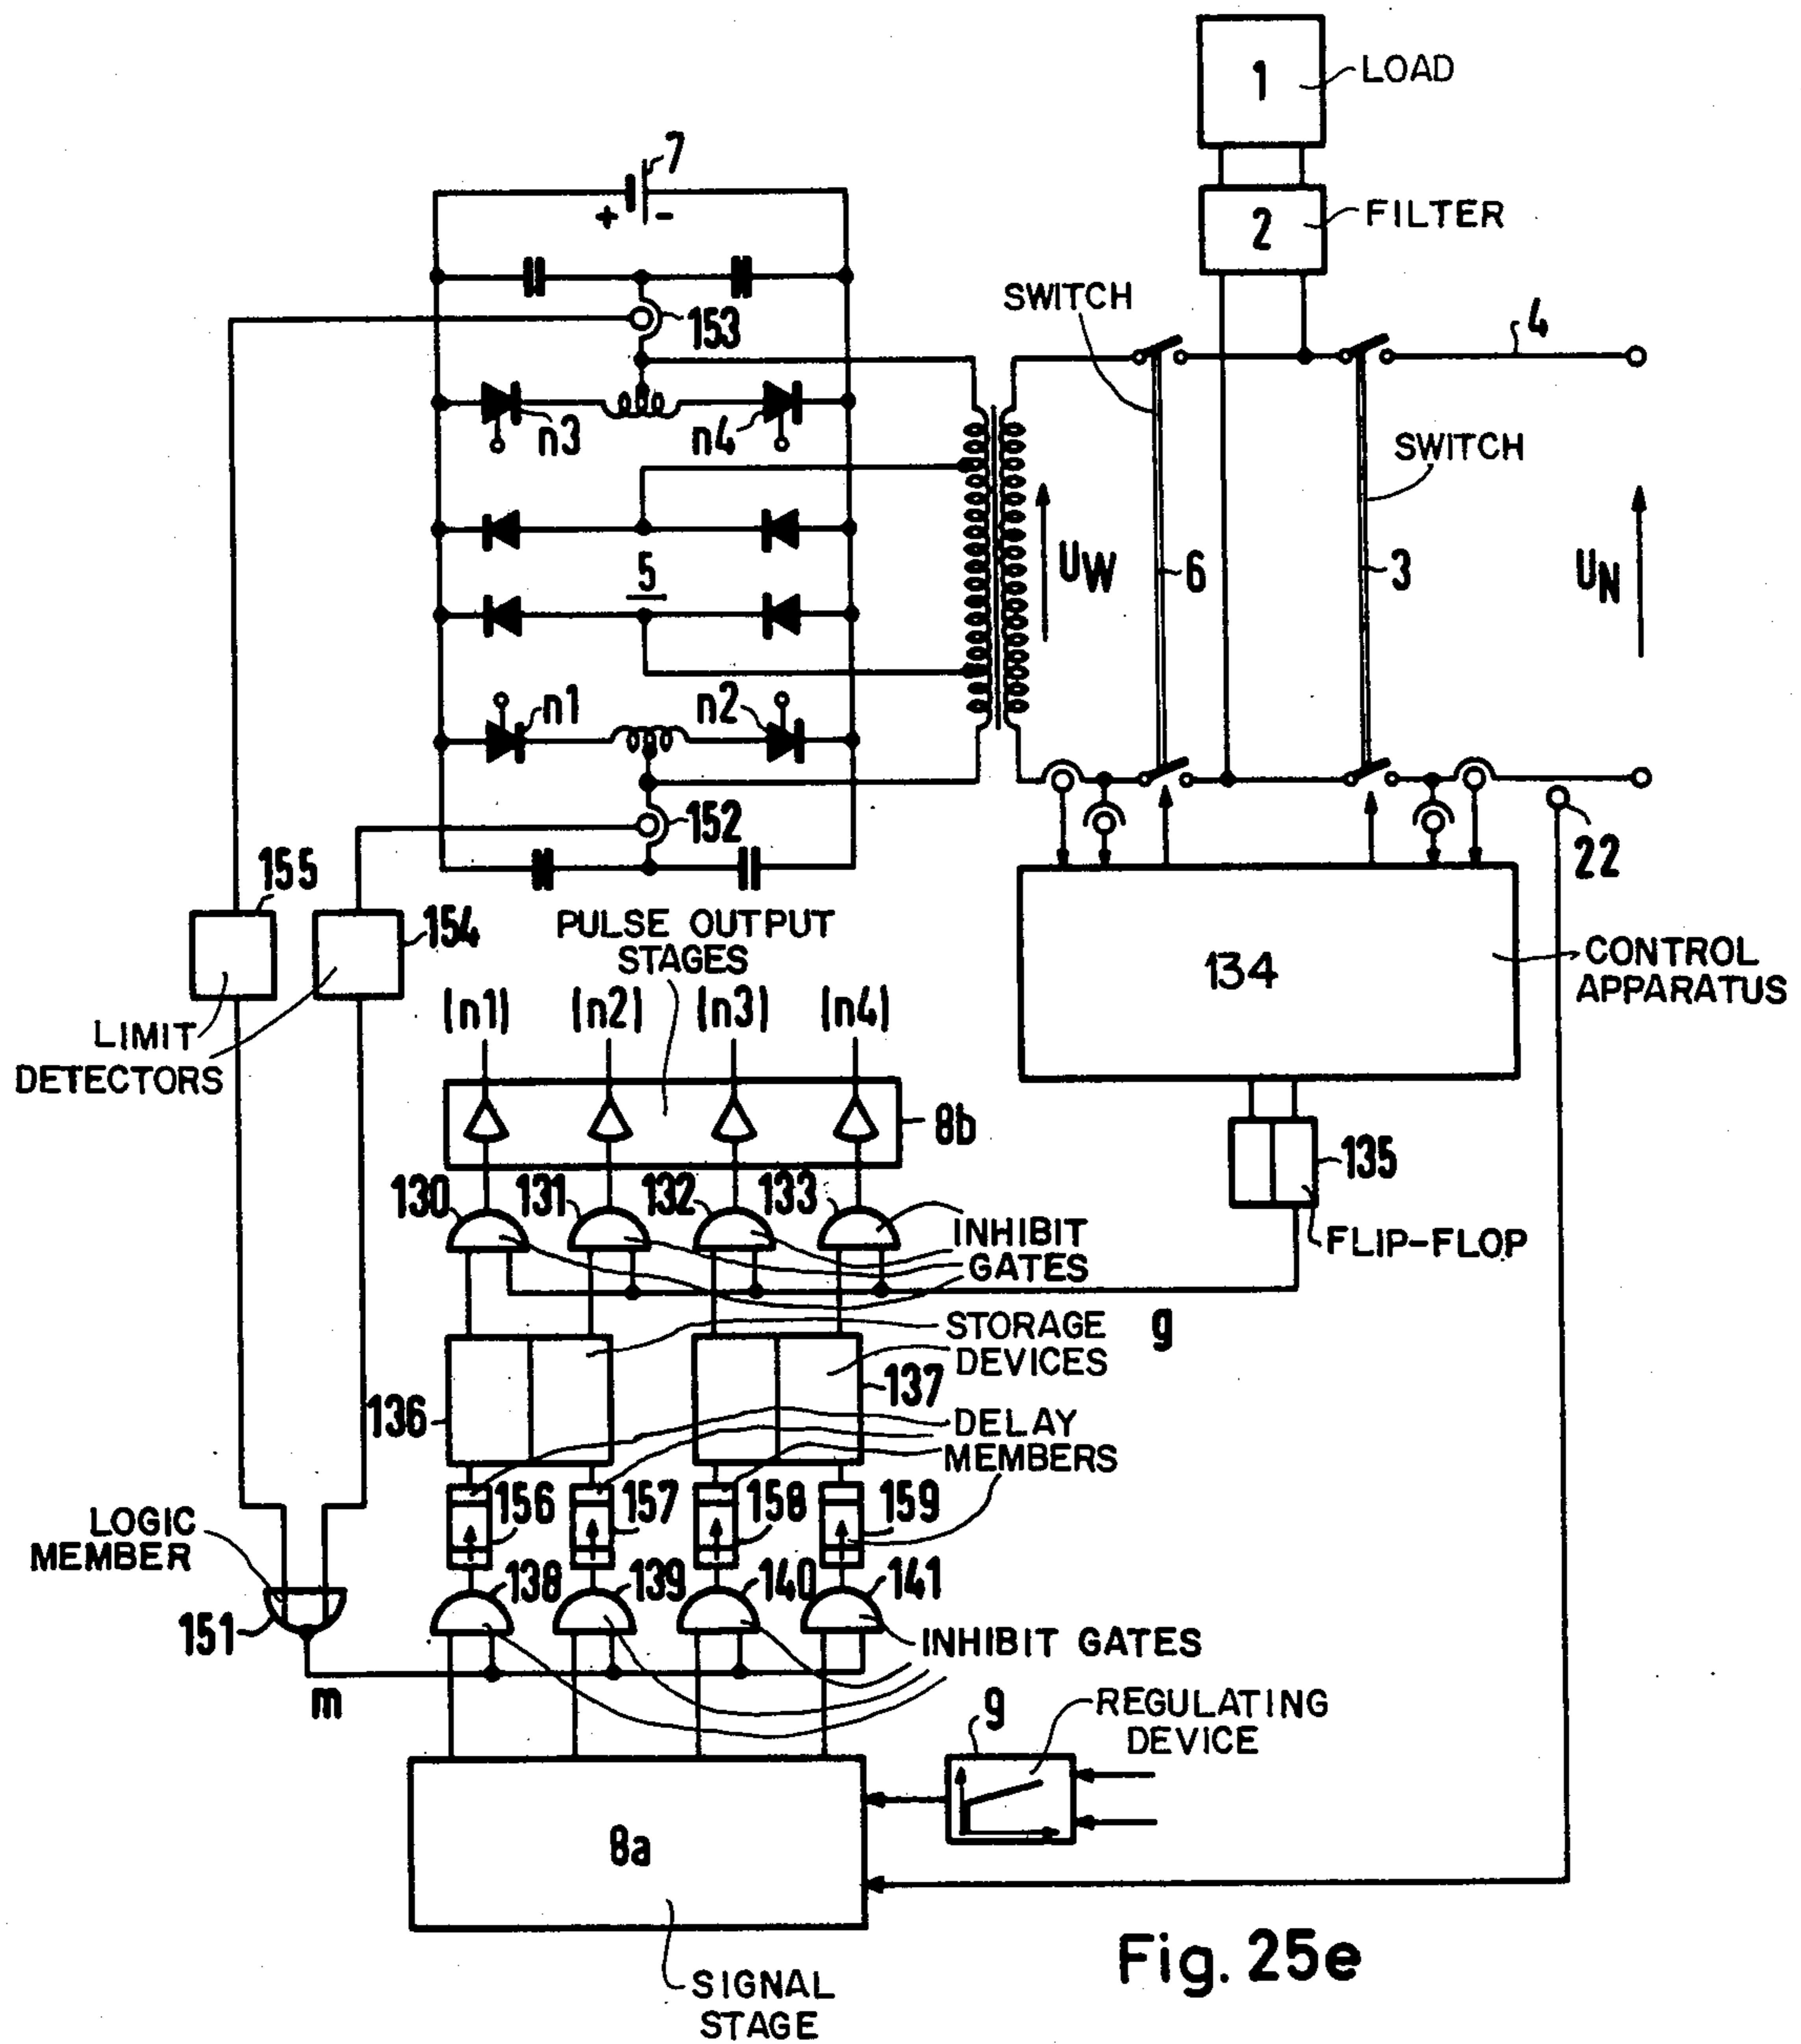 1
LOAD
7
+ -
2
FILTER
SWITCH
4
153
n3
n4
SWITCH
5
UW
6
3
UN
n1
n2
152
22
155
154
PULSE OUTPUT
STAGES
134
CONTROL
APPARATUS
LIMIT
DETECTORS
(n1)
(n2)
(n3)
(n4)
8b
135
130
131
132
133
INHIBIT
GATES
FLIP-FLOP
g
STORAGE
DEVICES
136
137
DELAY
MEMBERS
156
157
158
159
LOGIC
MEMBER
138
139
140
141
151
INHIBIT GATES
m
9
REGULATING
DEVICE
8a
SIGNAL
STAGE
Fig. 25e